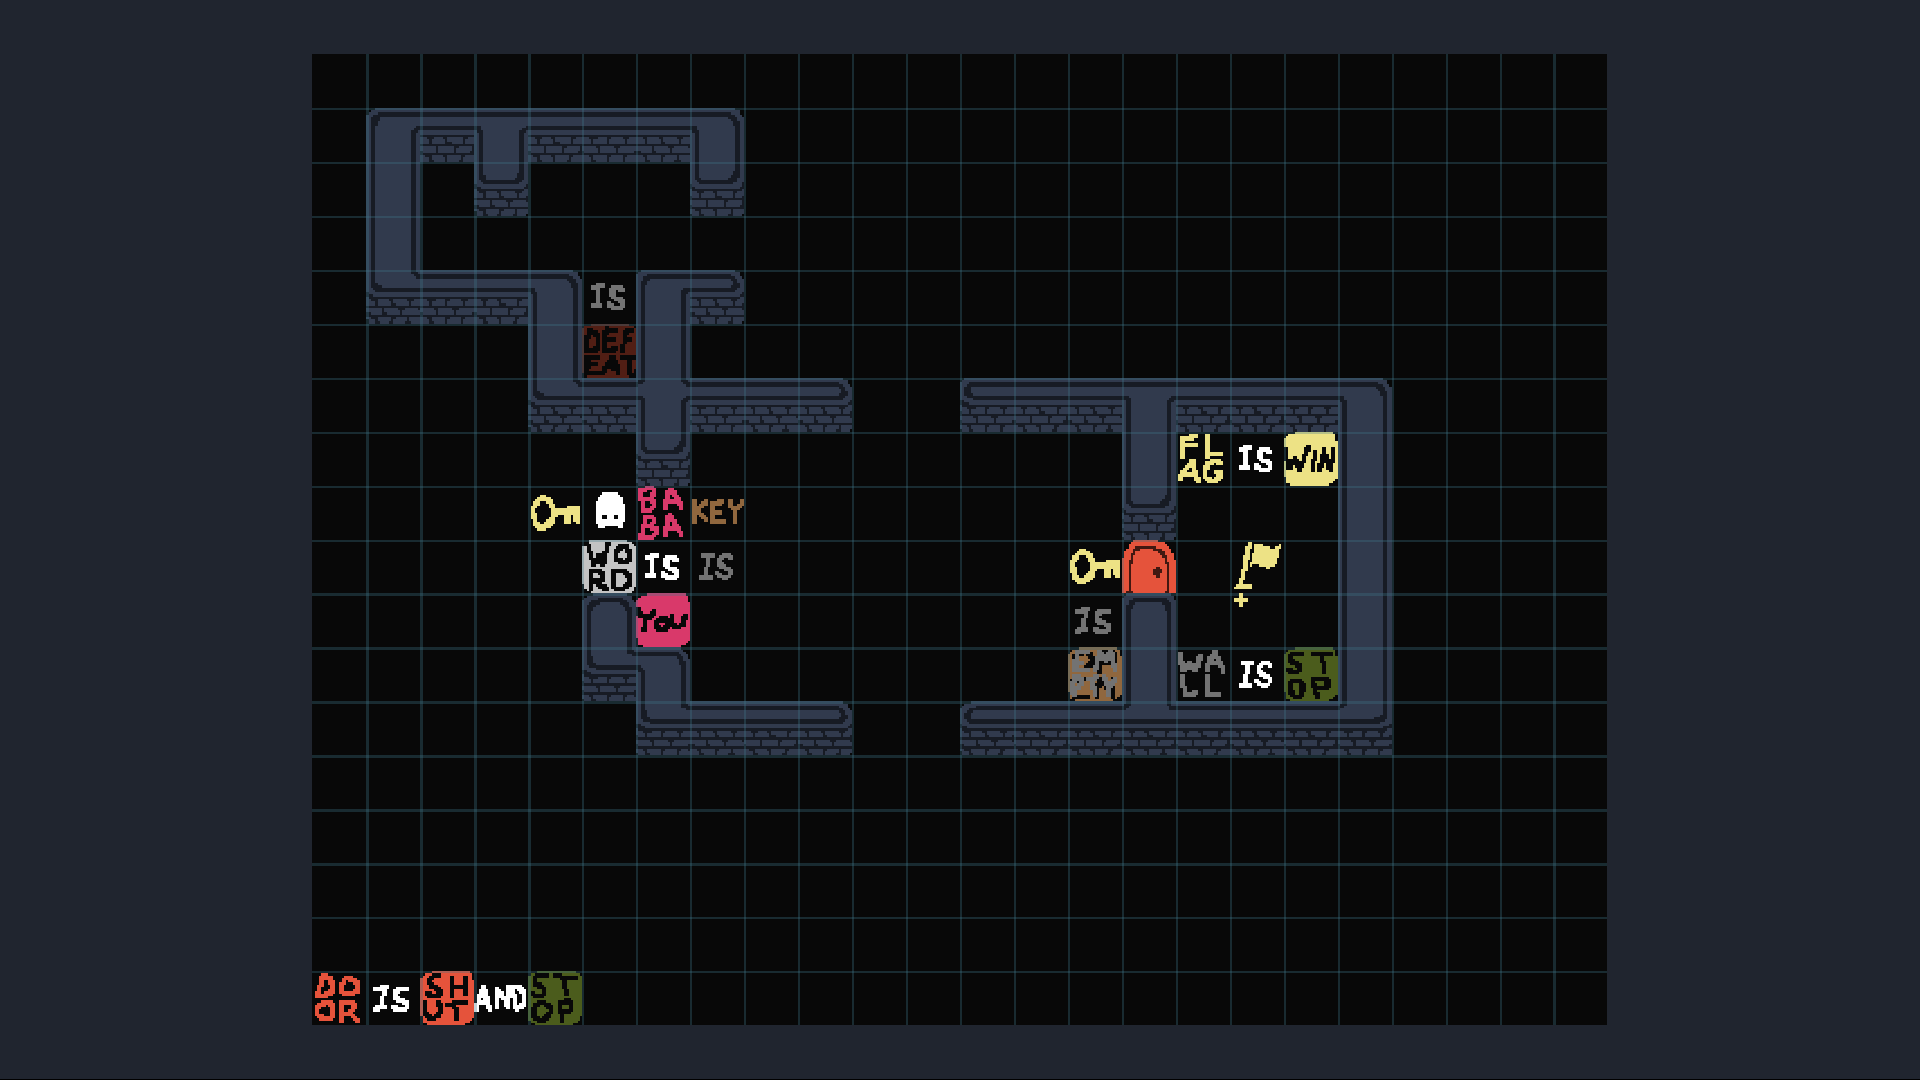 IS
DEFEAT
FLAG IS WIN
BABA KEY
WORD IS IS
YOU
IS
EMPTY WALL IS STOP
DOOR IS SHUT AND STOP